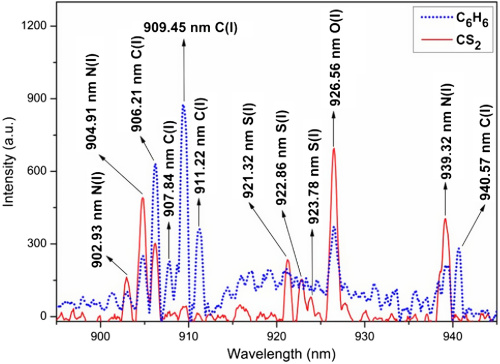 1200
900
600
300
0
900
910
920
930
940
Intensity (a.u.)
Wavelength (nm)
C₆H₆
CS₂
902.93 nm N(I)
904.91 nm N(I)
906.21 nm C(I)
907.84 nm C(I)
909.45 nm C(I)
911.22 nm C(I)
921.32 nm S(I)
922.86 nm S(I)
923.78 nm S(I)
926.56 nm O(I)
939.32 nm N(I)
940.57 nm C(I)